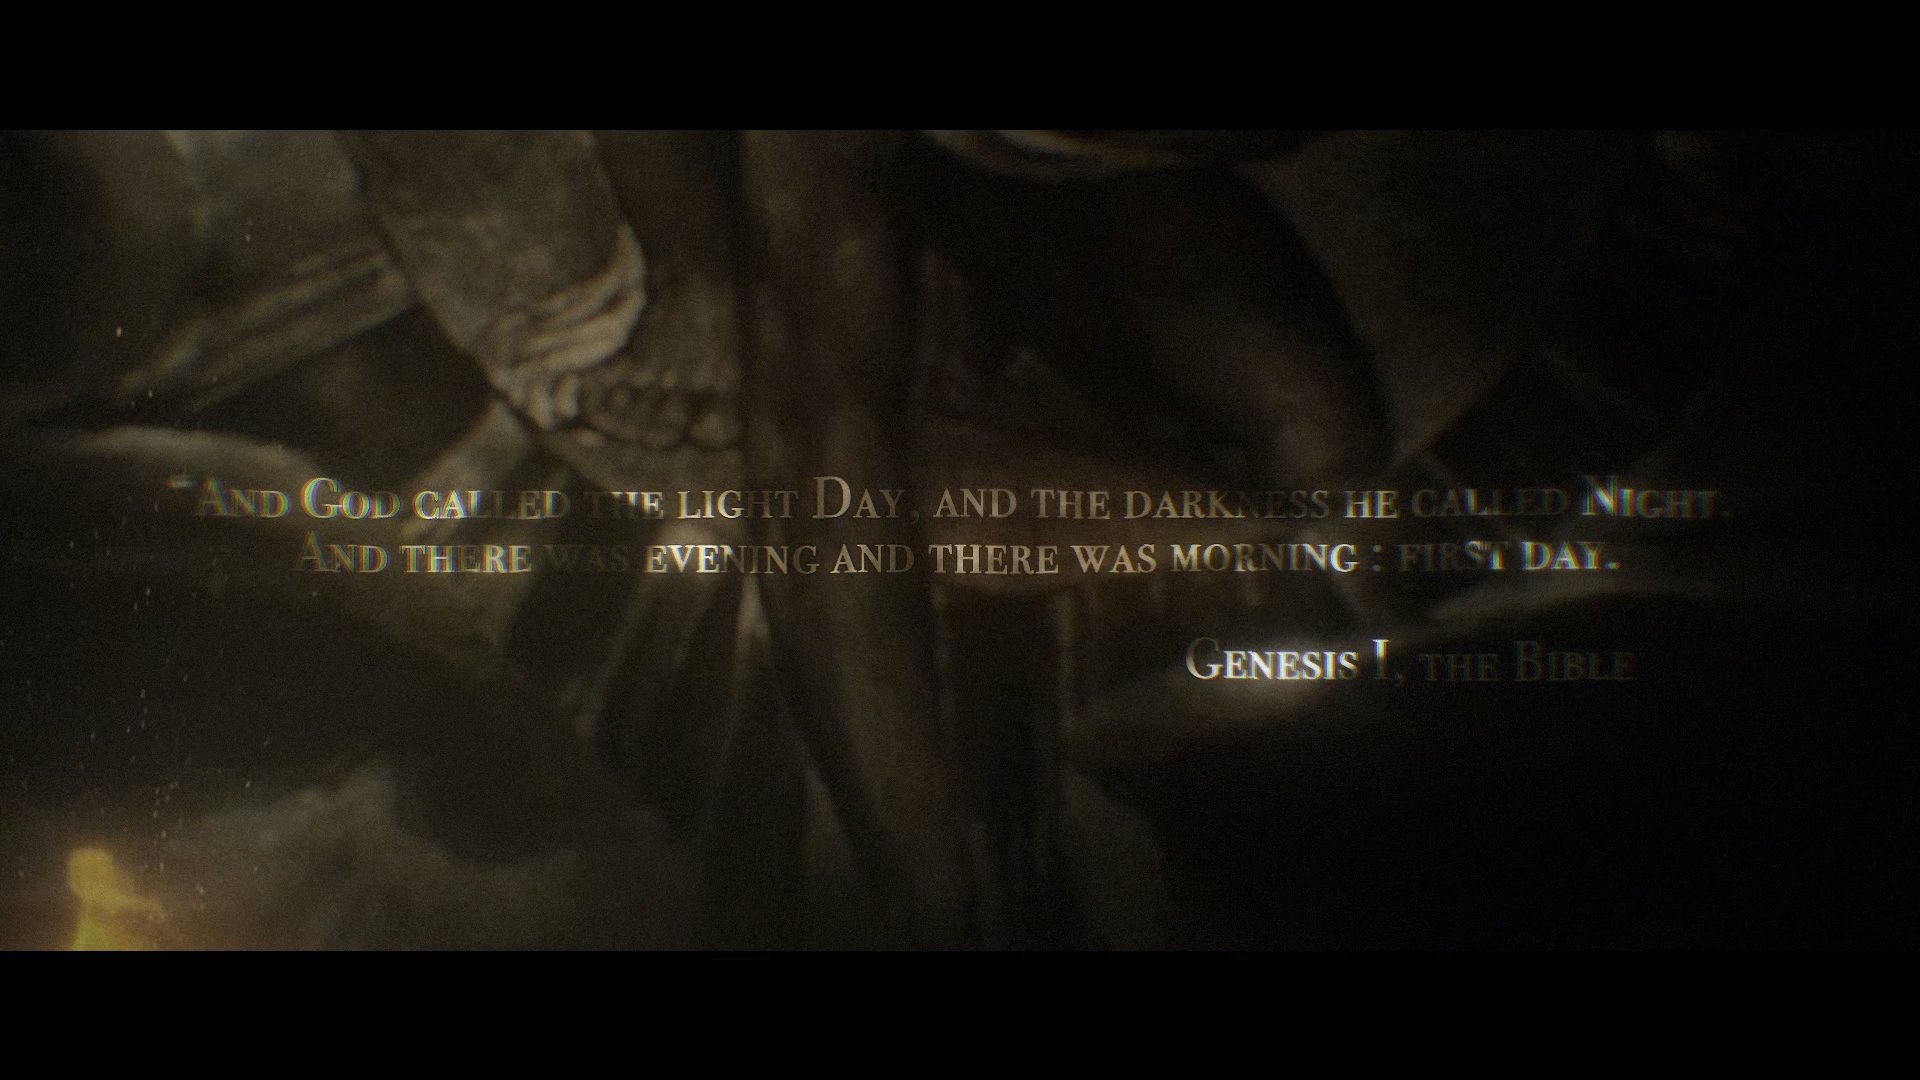 “And God called the light Day, and the darkness he called Night.
And there was evening and there was morning : first day.
Genesis I, the Bible